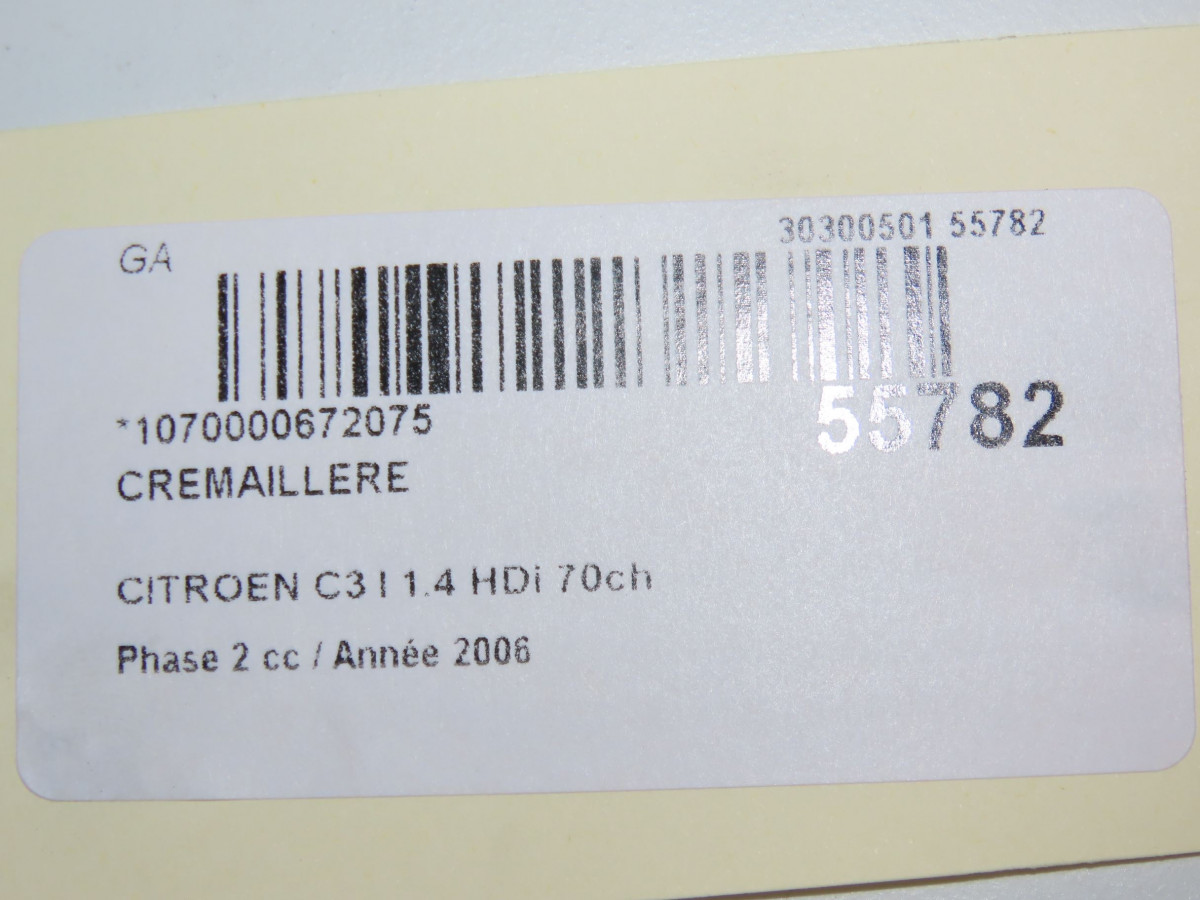 GA
30300501 55782
55782
*1070000672075
CREMAILLERE
CITROEN C3 I 1.4 HDi 70ch
Phase 2 cc / Année 2006